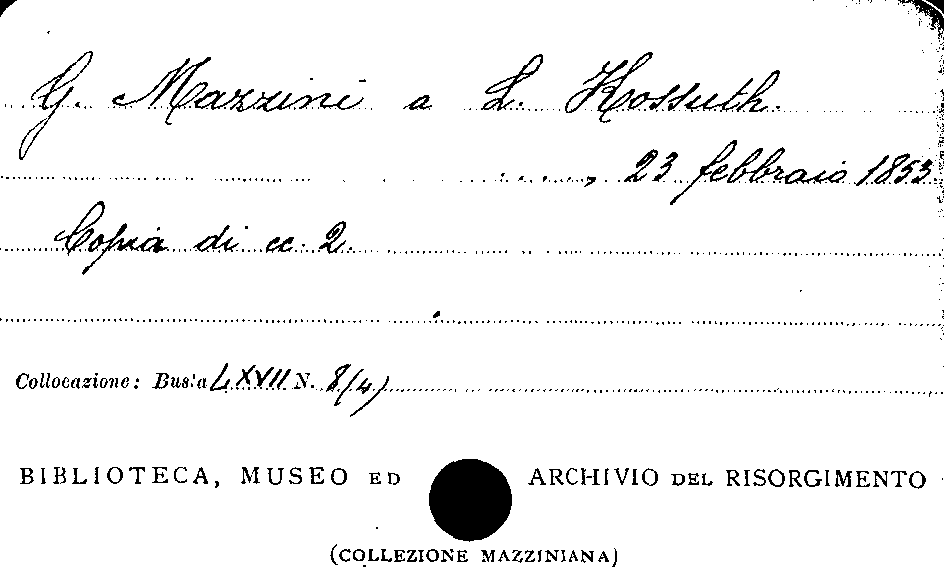 G. Mazzini a L. Kossuth.
, 23 febbraio 1853.
Copia di cc. 2.
Collocazione: Busta LXVII N. 8(4)
BIBLIOTECA, MUSEO ED ARCHIVIO DEL RISORGIMENTO
(COLLEZIONE MAZZINIANA)